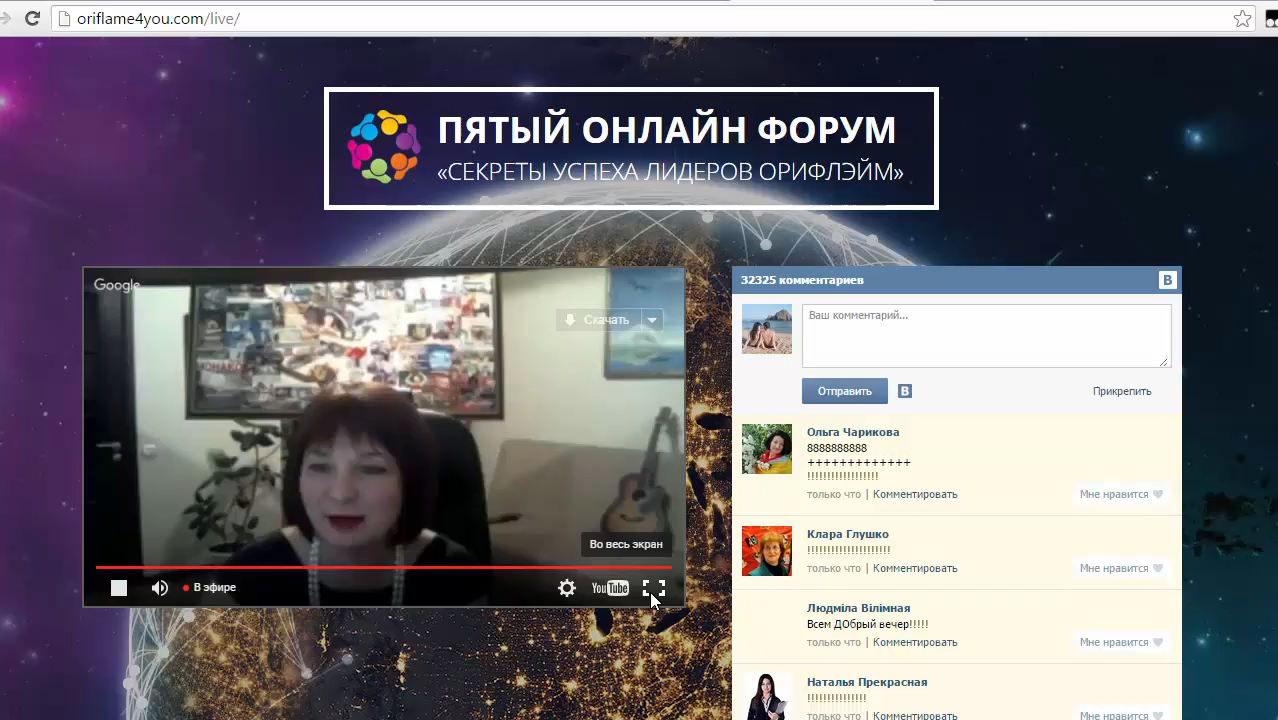 oriflame4you.com/live/
ПЯТЫЙ ОНЛАЙН ФОРУМ
«СЕКРЕТЫ УСПЕХА ЛИДЕРОВ ОРИФЛЭЙМ»
Google
Скачать
Во весь экран
В эфире
YouTube
32325 комментариев
B
Ваш комментарий...
Отправить
B
Прикрепить
Ольга Чарикова
8888888888
+++++++++++++
!!!!!!!!!!!!!!!!!!
только что | Комментировать
Мне нравится
Клара Глушко
!!!!!!!!!!!!!!!!!!!!!
только что | Комментировать
Мне нравится
Людміла Вілімная
Всем ДОбрый вечер!!!!!
только что | Комментировать
Мне нравится
Наталья Прекрасная
!!!!!!!!!!!!!!!
только что | Комментировать
Мне нравится